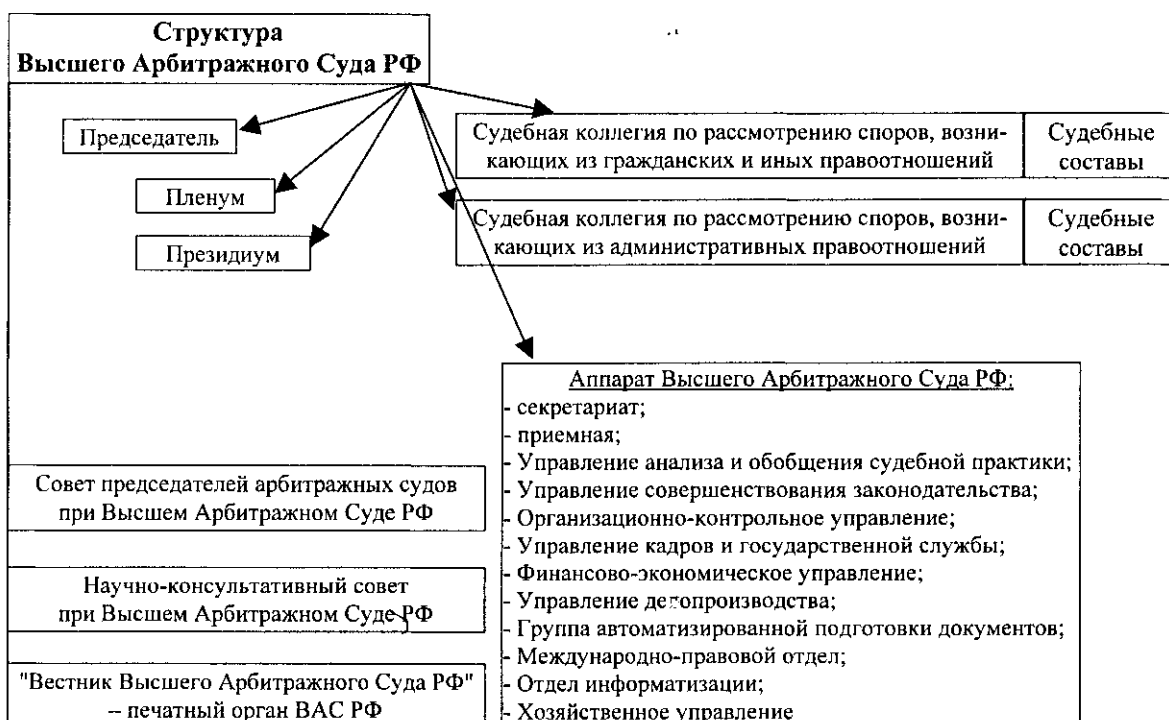 Структура
Высшего Арбитражного Суда РФ
Председатель
Пленум
Президиум
Судебная коллегия по рассмотрению споров, возни-
кающих из гражданских и иных правоотношений
Судебные
составы
Судебная коллегия по рассмотрению споров, возни-
кающих из административных правоотношений
Судебные
составы
Аппарат Высшего Арбитражного Суда РФ:
- секретариат;
- приемная;
- Управление анализа и обобщения судебной практики;
- Управление совершенствования законодательства;
- Организационно-контрольное управление;
- Управление кадров и государственной службы;
- Финансово-экономическое управление;
- Управление делопроизводства;
- Группа автоматизированной подготовки документов;
- Международно-правовой отдел;
- Отдел информатизации;
- Хозяйственное управление
Совет председателей арбитражных судов
при Высшем Арбитражном Суде РФ
Научно-консультативный совет
при Высшем Арбитражном Суде РФ
"Вестник Высшего Арбитражного Суда РФ"
– печатный орган ВАС РФ